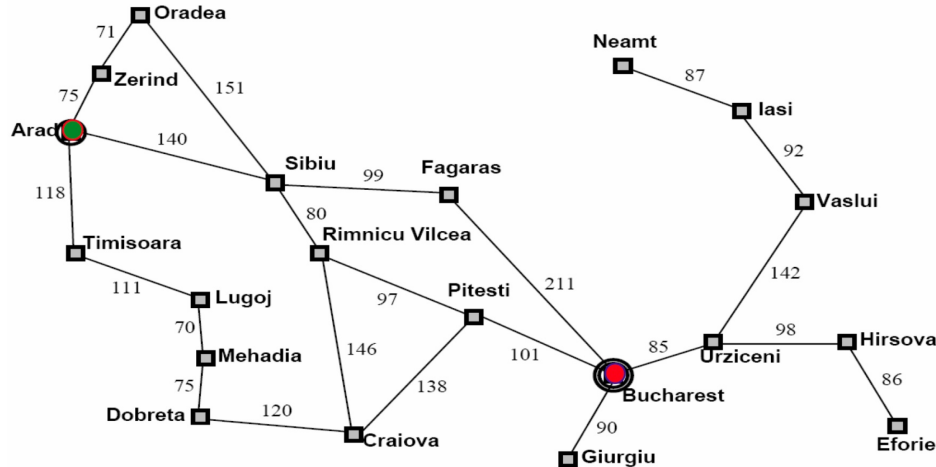 Oradea
71
Neamt
Zerind
87
75
151
Iasi
Arad
140
92
Sibiu
99
Fagaras
118
80
Vaslui
Timisoara
Rimnicu Vilcea
111
142
Lugoj
97
Pitesti
211
70
146
101
85
98
Hirsova
Mehadia
Urziceni
75
138
86
Bucharest
Dobreta
120
90
Craiova
Eforie
Giurgiu